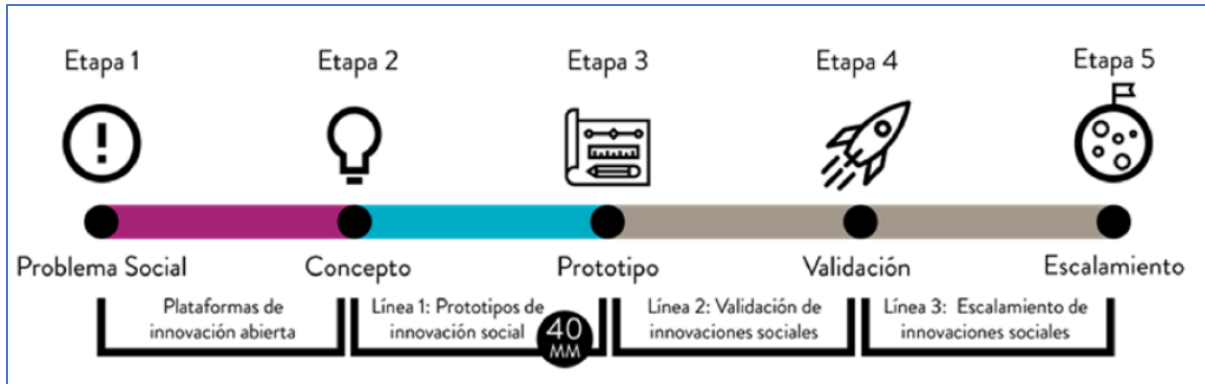 Etapa 1
Etapa 2
Etapa 3
Etapa 4
Etapa 5
Problema Social
Concepto
Prototipo
Validación
Escalamiento
Plataformas de
innovación abierta
Línea 1: Prototipos de
innovación social
40
MM
Línea 2: Validación de
innovaciones sociales
Línea 3: Escalamiento de
innovaciones sociales